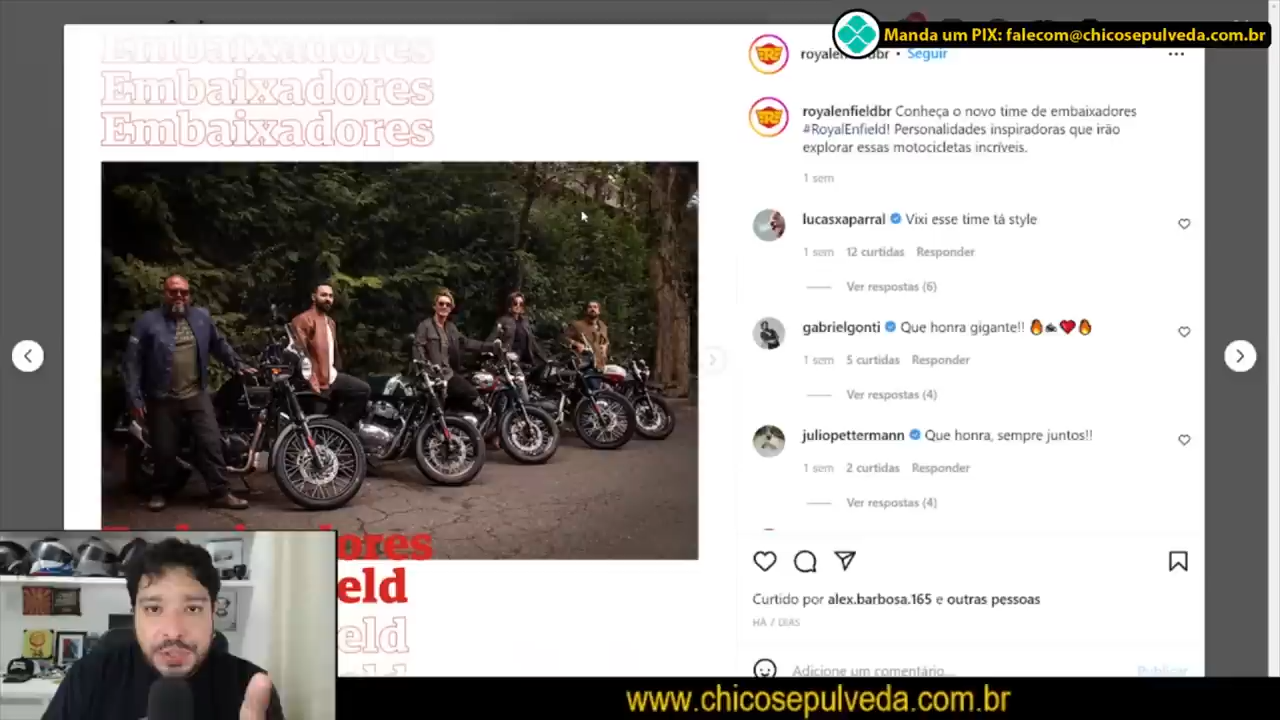 Manda um PIX: falecom@chicosepulveda.com.br
Embaixadores
Embaixadores
Embaixadores
eld
eld
Seguir
royalenfieldbr Conheça o novo time de embaixadores
#RoyalEnfield! Personalidades inspiradoras que irão
explorar essas motocicletas incríveis.
1 sem
lucasxaparral Vixi esse time tá style
1 sem 12 curtidas Responder
Ver respostas (6)
gabrielgonti Que honra gigante!! 🔥🏍❤️🔥
1 sem 5 curtidas Responder
Ver respostas (4)
juliopettermann Que honra, sempre juntos!!
1 sem 2 curtidas Responder
Ver respostas (4)
Curtido por alex.barbosa.165 e outras pessoas
HÁ 7 DIAS
Adicione um comentário...
Publicar
www.chicosepulveda.com.br